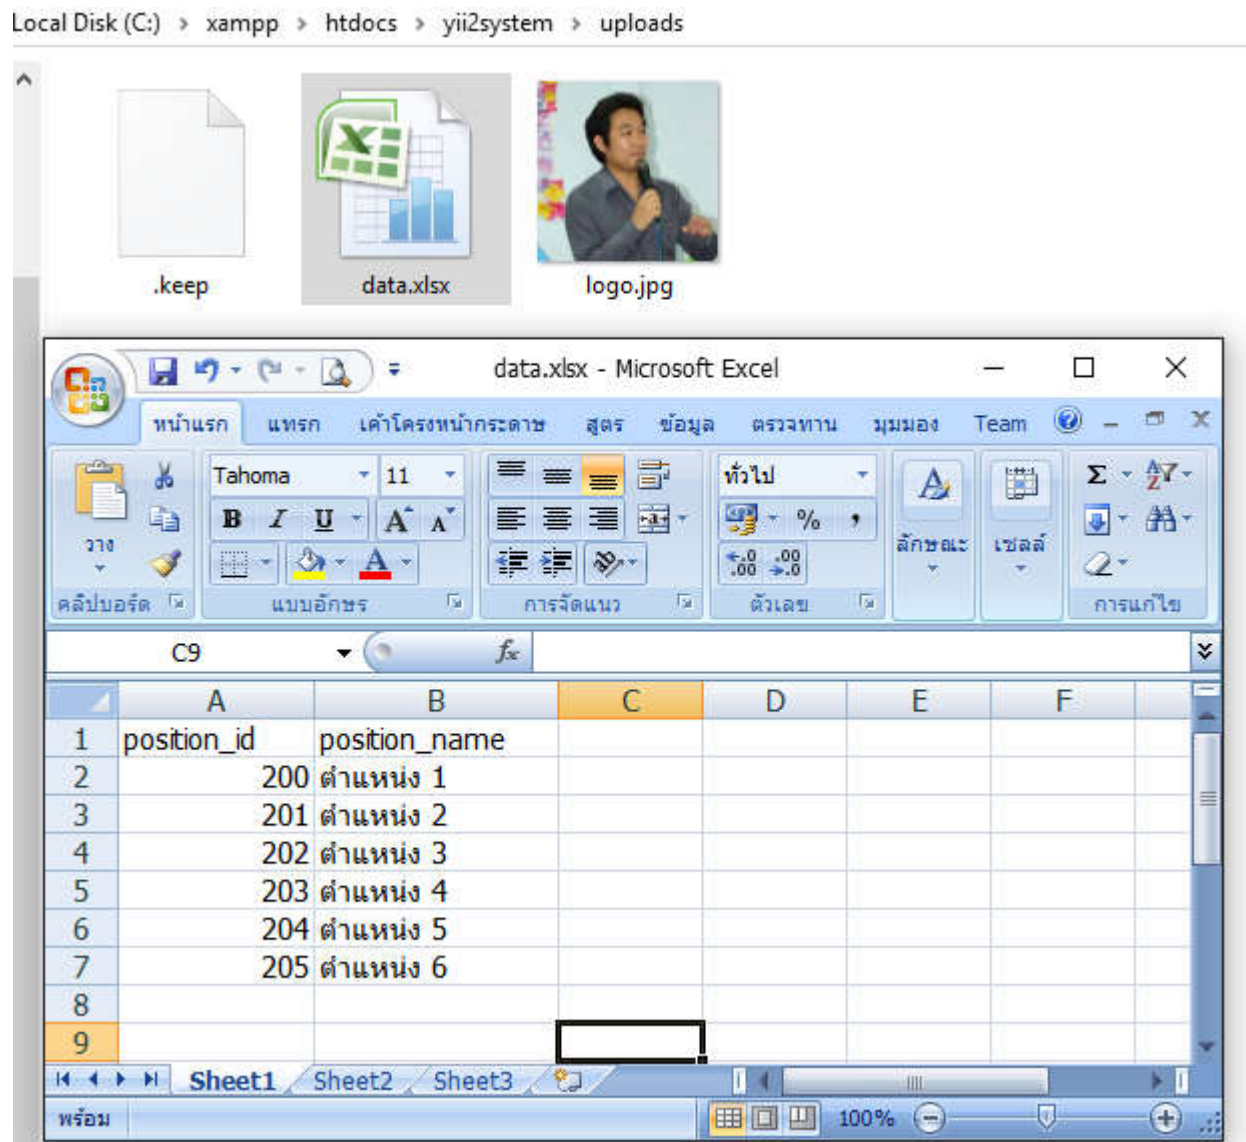 Local Disk (C:) > xampp > htdocs > yii2system > uploads
.keep data.xlsx logo.jpg
data.xlsx - Microsoft Excel
หน้าแรก แทรก เค้าโครงหน้ากระดาษ สูตร ข้อมูล ตรวจทาน มุมมอง Team
Tahoma 11 ทั่วไป
B I U A A % ,
วาง ลักษณะ เซลล์
คลิปบอร์ด แบบอักษร การจัดแนว ตัวเลข การแก้ไข
C9 fx
A B C D E F
1 position_id position_name
2 200 ตำแหน่ง 1
3 201 ตำแหน่ง 2
4 202 ตำแหน่ง 3
5 203 ตำแหน่ง 4
6 204 ตำแหน่ง 5
7 205 ตำแหน่ง 6
8
9
Sheet1 Sheet2 Sheet3
พร้อม 100%